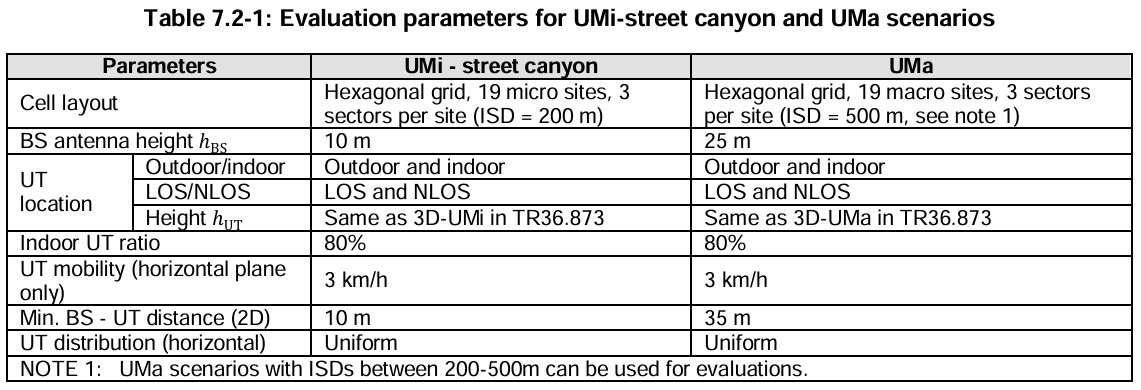 Table 7.2-1: Evaluation parameters for UMi-street canyon and UMa scenarios
Parameters UMi - street canyon UMa
Cell layout Hexagonal grid, 19 micro sites, 3 sectors per site (ISD = 200 m) Hexagonal grid, 19 macro sites, 3 sectors per site (ISD = 500 m, see note 1)
BS antenna height h_BS 10 m 25 m
UT location Outdoor/indoor Outdoor and indoor Outdoor and indoor
LOS/NLOS LOS and NLOS LOS and NLOS
Height h_UT Same as 3D-UMi in TR36.873 Same as 3D-UMa in TR36.873
Indoor UT ratio 80% 80%
UT mobility (horizontal plane only) 3 km/h 3 km/h
Min. BS - UT distance (2D) 10 m 35 m
UT distribution (horizontal) Uniform Uniform
NOTE 1: UMa scenarios with ISDs between 200-500m can be used for evaluations.